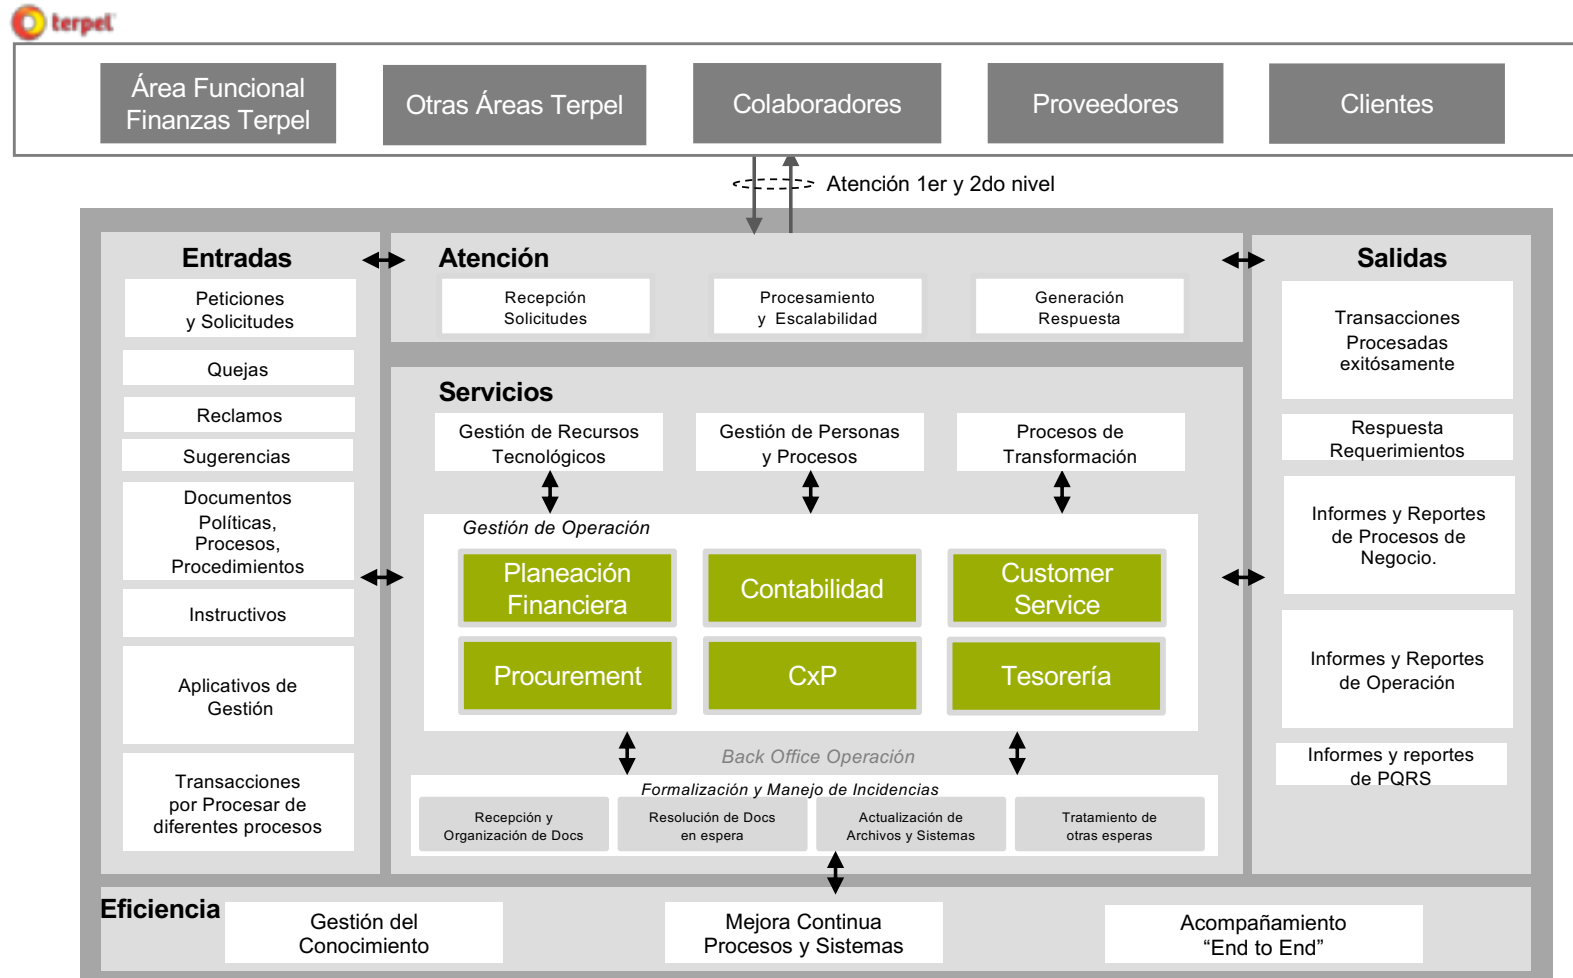 terpel
Área Funcional
Finanzas Terpel
Otras Áreas Terpel
Colaboradores
Proveedores
Clientes
Atención 1er y 2do nivel
Entradas
Peticiones
y Solicitudes
Quejas
Reclamos
Sugerencias
Documentos
Políticas,
Procesos,
Procedimientos
Instructivos
Aplicativos de
Gestión
Transacciones
por Procesar de
diferentes procesos
Atención
Recepción
Solicitudes
Procesamiento
y Escalabilidad
Generación
Respuesta
Servicios
Gestión de Recursos
Tecnológicos
Gestión de Personas
y Procesos
Procesos de
Transformación
Gestión de Operación
Planeación
Financiera
Contabilidad
Customer
Service
Procurement
CxP
Tesorería
Back Office Operación
Formalización y Manejo de Incidencias
Recepción y
Organización de Docs
Resolución de Docs
en espera
Actualización de
Archivos y Sistemas
Tratamiento de
otras esperas
Salidas
Transacciones
Procesadas
exitósamente
Respuesta
Requerimientos
Informes y Reportes
de Procesos de
Negocio.
Informes y Reportes
de Operación
Informes y reportes
de PQRS
Eficiencia
Gestión del
Conocimiento
Mejora Continua
Procesos y Sistemas
Acompañamiento
“End to End”